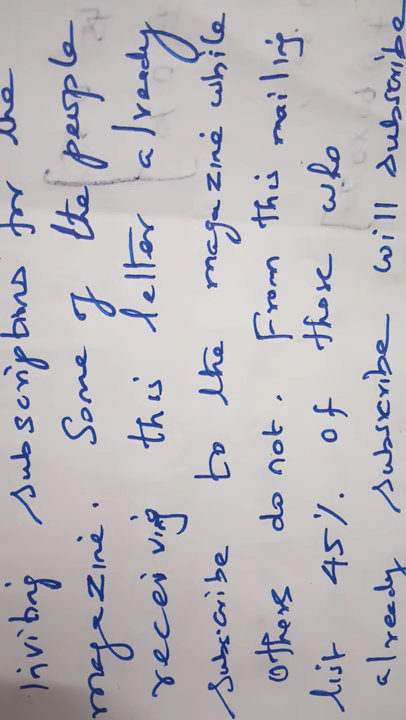 inviting subscriptions for the
magazine. Some of the people
receiving this letter already
subscribe to the magazine while
others do not. From this mailing
list 45% of those who
already subscribe will subscribe